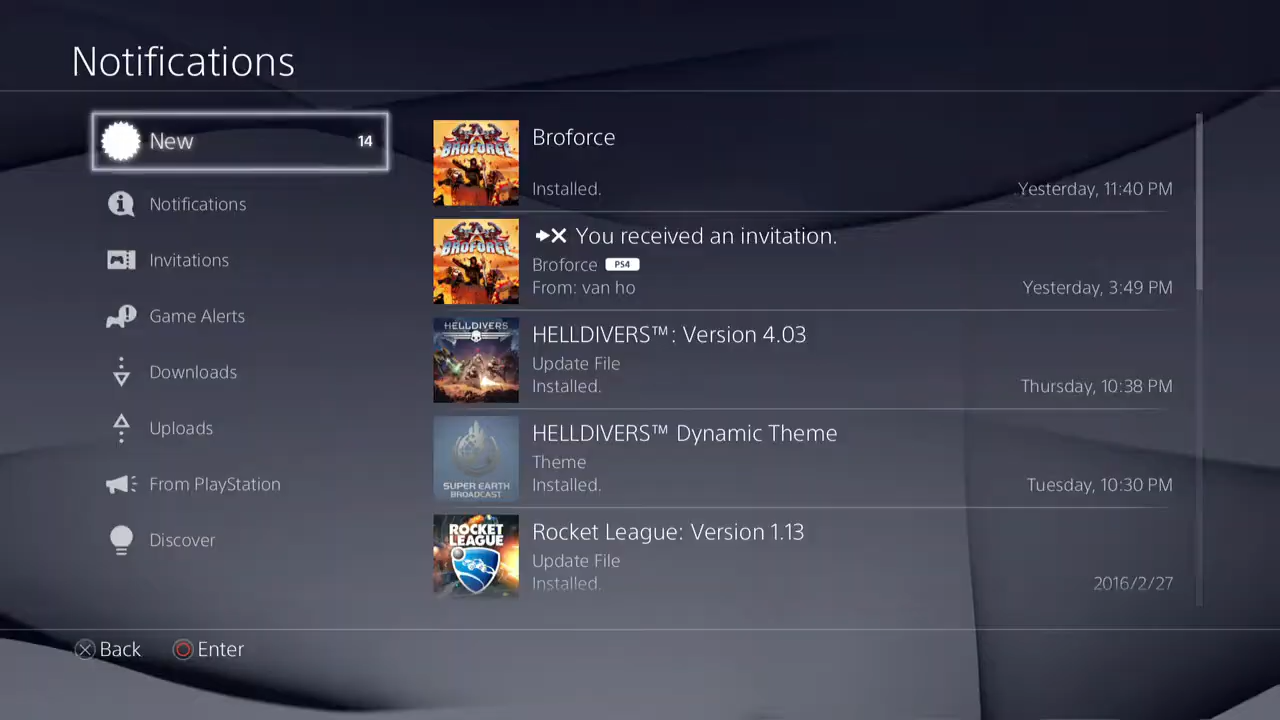 Notifications
New 14
Notifications
Invitations
Game Alerts
Downloads
Uploads
From PlayStation
Discover
BROFORCE
Broforce
Installed.
Yesterday, 11:40 PM
BROFORCE
You received an invitation.
Broforce PS4
From: van ho
Yesterday, 3:49 PM
HELLDIVERS
HELLDIVERS™: Version 4.03
Update File
Installed.
Thursday, 10:38 PM
SUPER EARTH
BROADCAST
HELLDIVERS™ Dynamic Theme
Theme
Installed.
Tuesday, 10:30 PM
ROCKET
LEAGUE
Rocket League: Version 1.13
Update File
Installed.
2016/2/27
Back
Enter